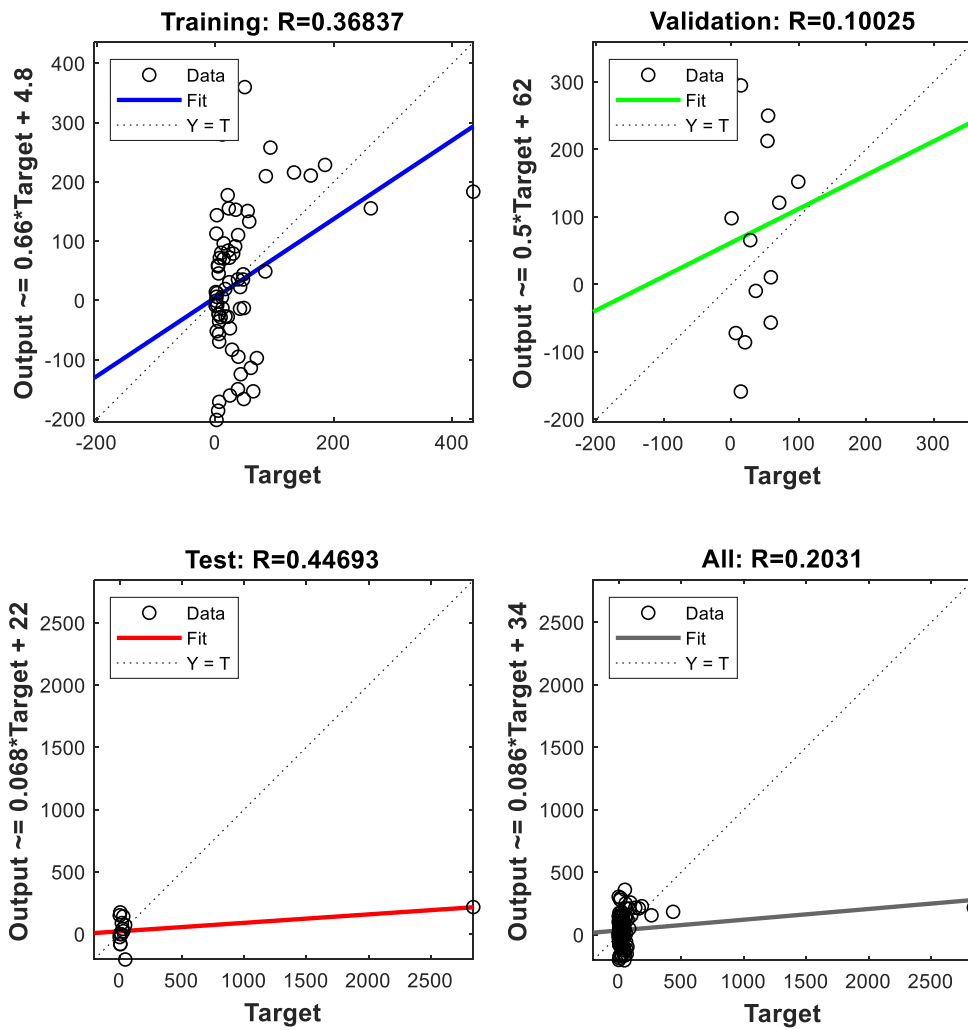 Training: R=0.36837
Output ~= 0.66*Target + 4.8
400
300
200
100
0
-100
-200
Data
Fit
Y = T
-200
0
200
400
Target
Validation: R=0.10025
Output ~= 0.5*Target + 62
300
200
100
0
-100
-200
Data
Fit
Y = T
-200
-100
0
100
200
300
Target
Test: R=0.44693
Output ~= 0.068*Target + 22
2500
2000
1500
1000
500
0
Data
Fit
Y = T
0
500
1000
1500
2000
2500
Target
All: R=0.2031
Output ~= 0.086*Target + 34
2500
2000
1500
1000
500
0
Data
Fit
Y = T
0
500
1000
1500
2000
2500
Target